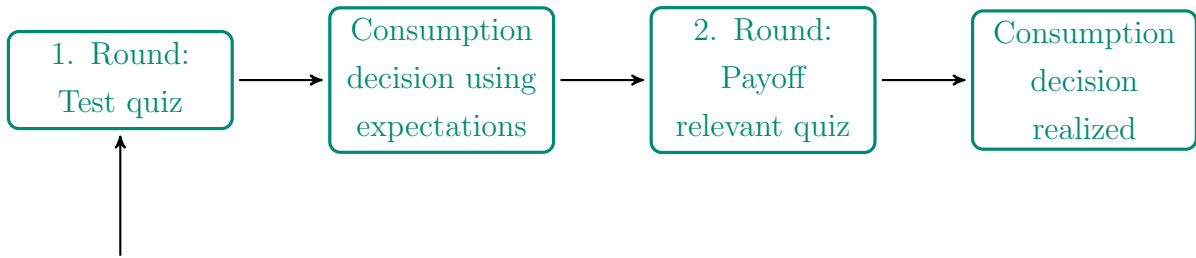 1. Round:
Test quiz
Consumption
decision using
expectations
2. Round:
Payoff
relevant quiz
Consumption
decision
realized